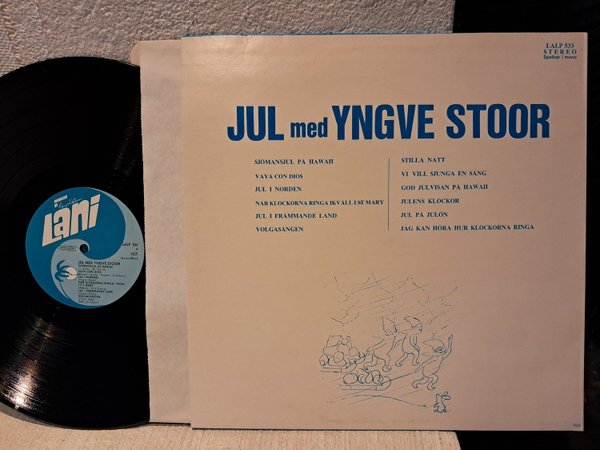 LALP 533
STEREO
Spelbar i mono
JUL med YNGVE STOOR
SJÖMANSJUL PÅ HAWAII
VAYA CON DIOS
JUL I NORDEN
NÄR KLOCKORNA RINGA IKVÄLL I ST MARY
JUL I FRÄMMANDE LAND
VOLGASÅNGEN
STILLA NATT
VI VILL SJUNGA EN SÅNG
GOD JULVISAN PÅ HAWAII
JULENS KLOCKOR
JUL PÅ JULÖN
JAG KAN HÖRA HUR KLOCKORNA RINGA
Lani
LALP 533
JUL MED YNGVE STOOR